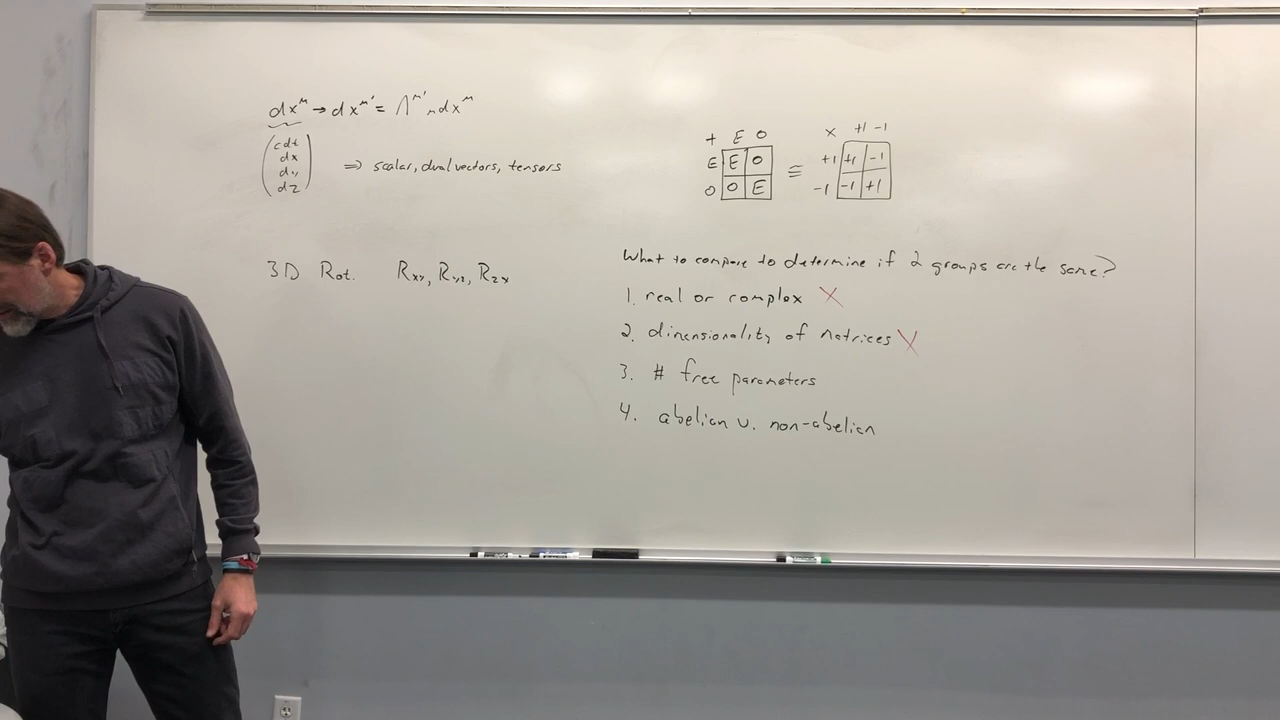 dx^μ → dx^μ' = Λ^μ'_μ dx^μ
cdt
dx
dy
dz
⇒ scalar, dual vectors, tensors
+ E O
E E O
O O E
≅
x +1 -1
+1 +1 -1
-1 -1 +1
3D Rot. Rxy, Ryz, Rzx
What to compare to determine if 2 groups are the same?
1. real or complex X
2. dimensionality of matrices X
3. # free parameters
4. abelian v. non-abelian